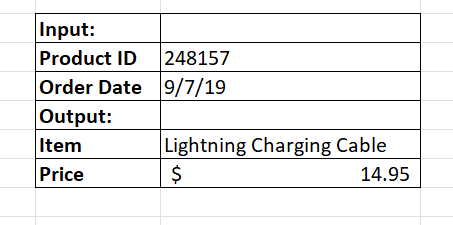 Input:
Product ID 248157
Order Date 9/7/19
Output:
Item Lightning Charging Cable
Price $ 14.95